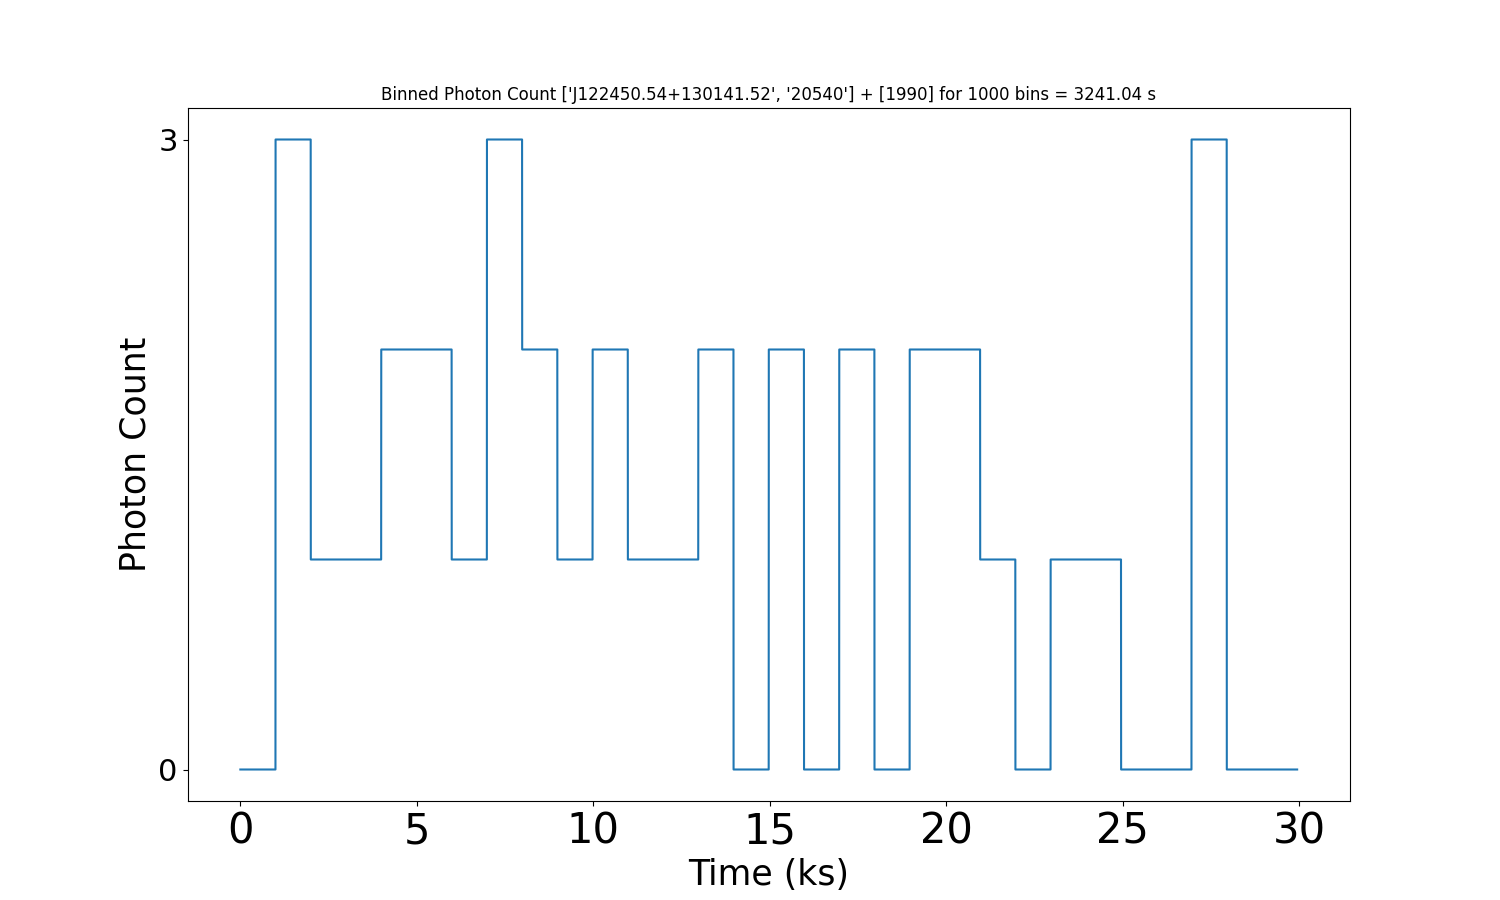 Binned Photon Count ['J122450.54+130141.52', '20540'] + [1990] for 1000 bins = 3241.04 s
3
0
Photon Count
0 5 10 15 20 25 30
Time (ks)